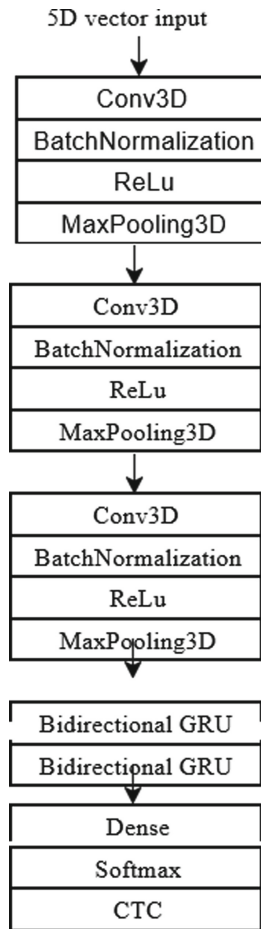 5D vector input
Conv3D
BatchNormalization
ReLu
MaxPooling3D
Conv3D
BatchNormalization
ReLu
MaxPooling3D
Conv3D
BatchNormalization
ReLu
MaxPooling3D
Bidirectional GRU
Bidirectional GRU
Dense
Softmax
CTC